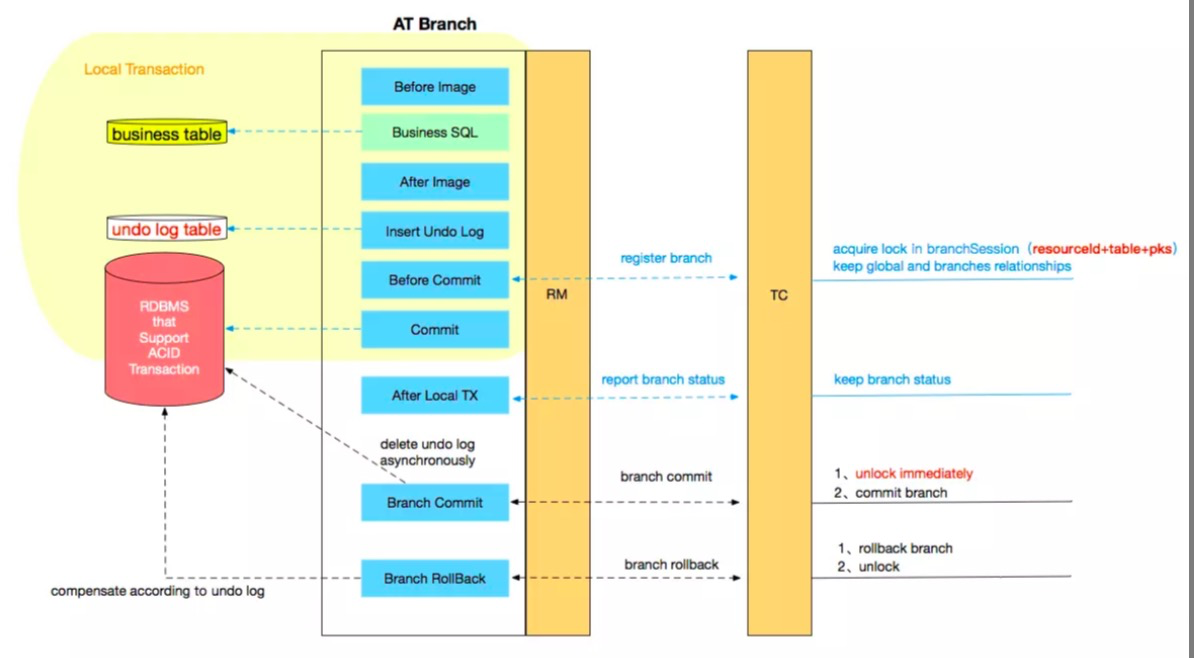 AT Branch
Local Transaction
Before Image
business table
Business SQL
After Image
undo log table
Insert Undo Log
register branch
acquire lock in branchSession（resourceId+table+pks）
keep global and branches relationships
Before Commit
RM
TC
RDBMS
that
Support
ACID
Transaction
Commit
After Local TX
report branch status
keep branch status
delete undo log
asynchronously
Branch Commit
branch commit
1、unlock immediately
2、commit branch
Branch RollBack
branch rollback
1、rollback branch
2、unlock
compensate according to undo log